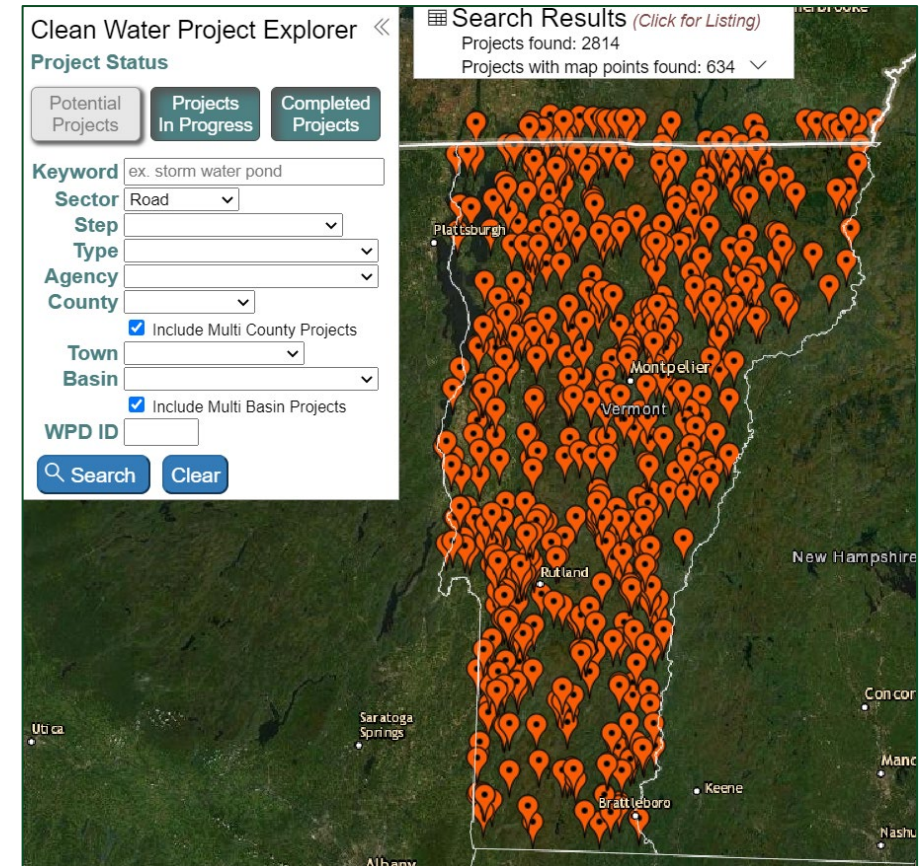 Clean Water Project Explorer
Project Status
Potential
Projects
Projects
In Progress
Completed
Projects
Keyword ex. storm water pond
Sector Road
Step
Type
Agency
County
Include Multi County Projects
Town
Basin
Include Multi Basin Projects
WPD ID
Search Clear
Search Results (Click for Listing)
Projects found: 2814
Projects with map points found: 634
Plattsburgh
Montpelier
Vermont
New Hampshire
Rutland
Concor
Saratoga
Springs
Utica
Manc
Keene
Brattleboro
Nashu
Albany